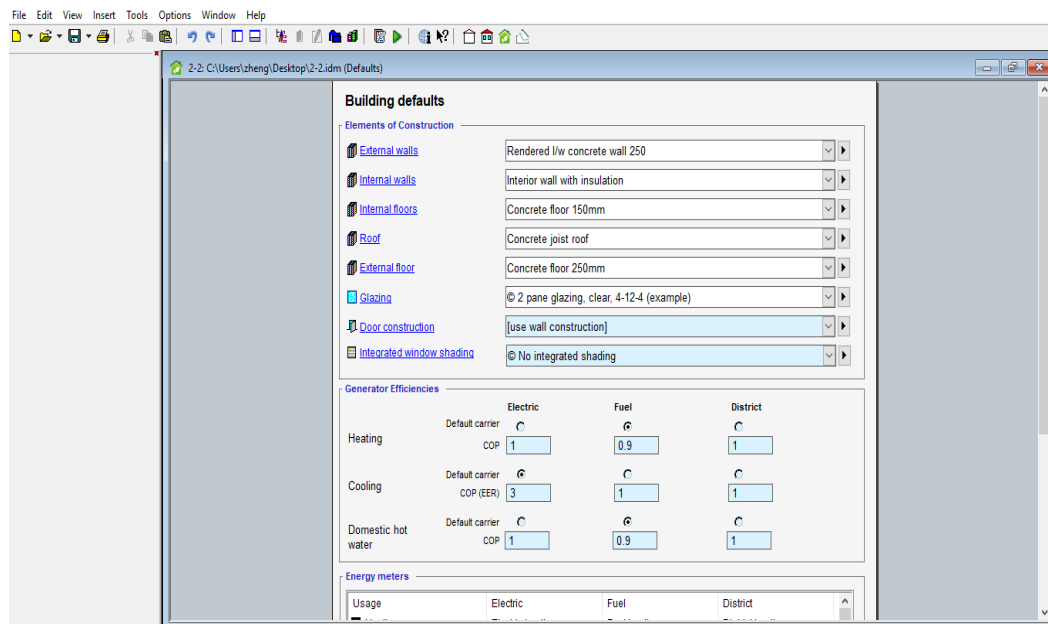 File Edit View Insert Tools Options Window Help
2-2: C:\Users\zheng\Desktop\2-2.idm (Defaults)
Building defaults
Elements of Construction
External walls Rendered l/w concrete wall 250
Internal walls Interior wall with insulation
Internal floors Concrete floor 150mm
Roof Concrete joist roof
External floor Concrete floor 250mm
Glazing © 2 pane glazing, clear, 4-12-4 (example)
Door construction [use wall construction]
Integrated window shading © No integrated shading
Generator Efficiencies
Electric Fuel District
Default carrier
Heating
COP 1 0.9 1
Default carrier
Cooling
COP (EER) 3 1 1
Default carrier
Domestic hot water
COP 1 0.9 1
Energy meters
Usage Electric Fuel District